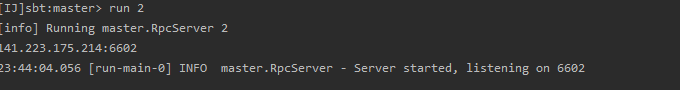 [IJ]sbt:master> run 2
[info] Running master.RpcServer 2
141.223.175.214:6602
23:44:04.056 [run-main-0] INFO  master.RpcServer - Server started, listening on 6602